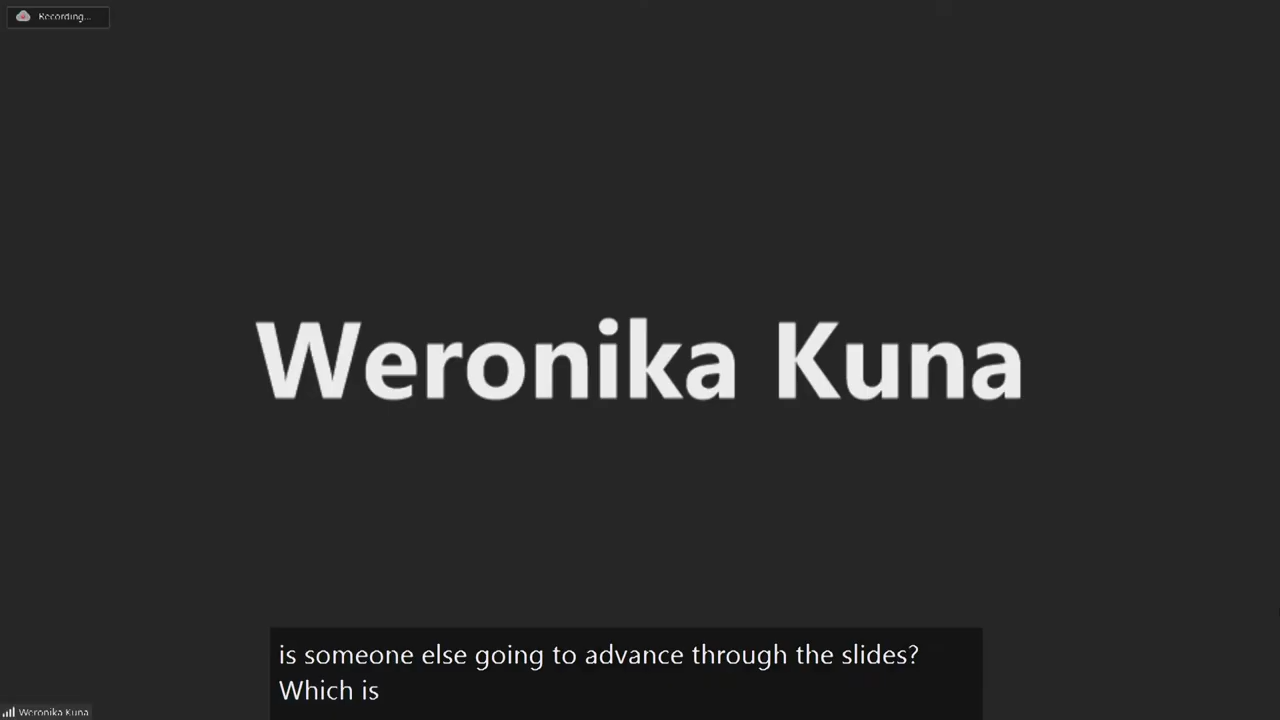 Recording...
Weronika Kuna
is someone else going to advance through the slides?
Which is
Weronika Kuna